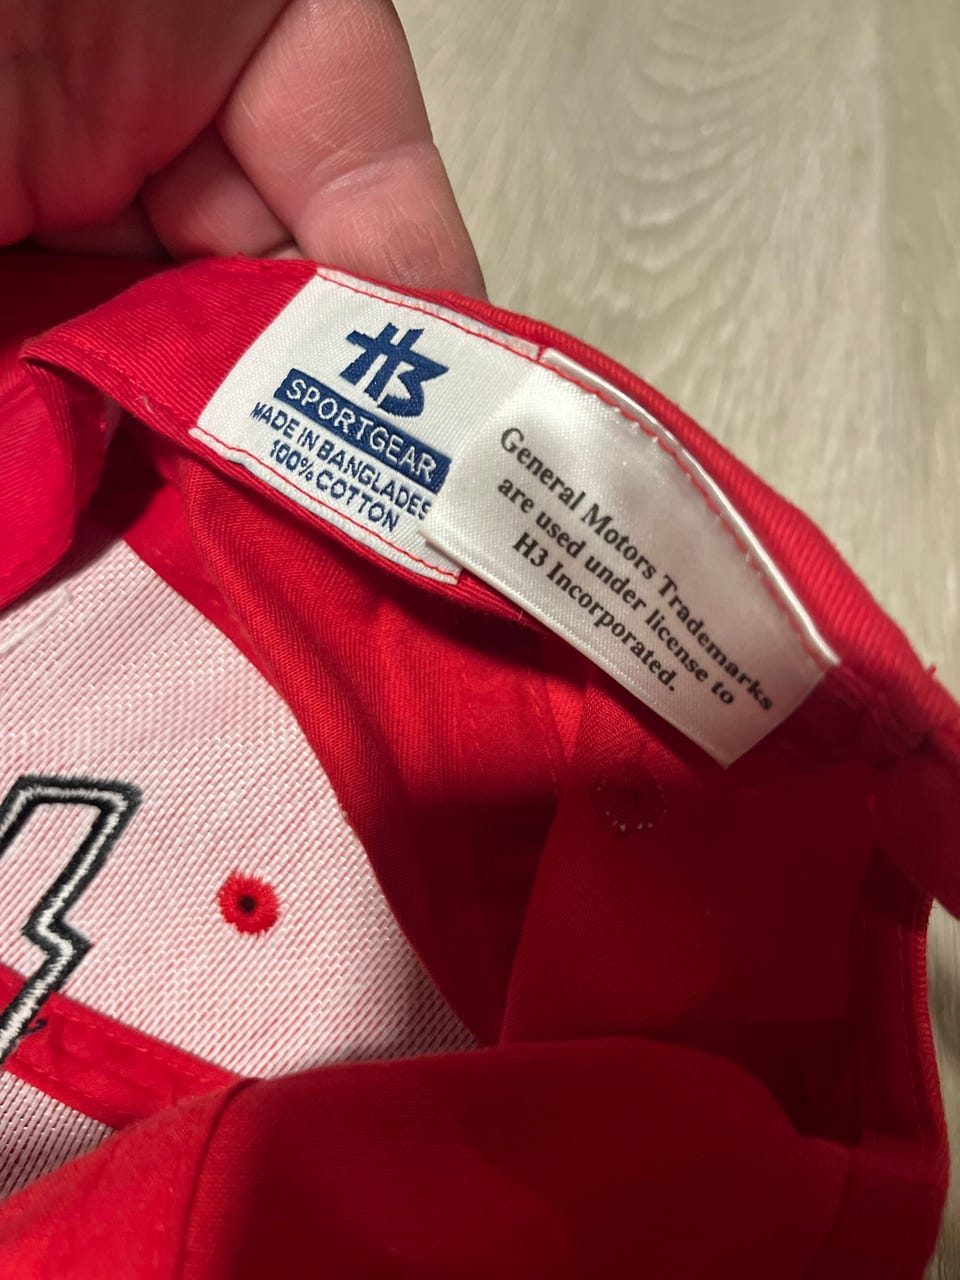 H3
SPORTGEAR
MADE IN BANGLADES
100% COTTON
General Motors Trademarks
are used under license to
H3 Incorporated.